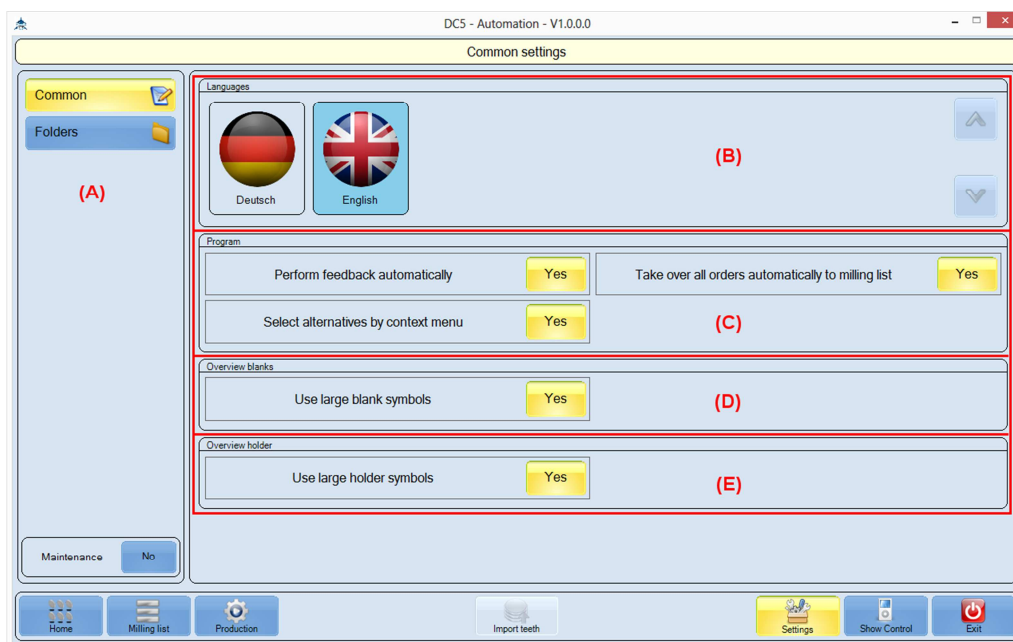 DC5 - Automation - V1.0.0.0
Common settings
Common
Folders
(A)
Languages
Deutsch
English
(B)
Program
Perform feedback automatically Yes
Take over all orders automatically to milling list Yes
Select alternatives by context menu Yes
(C)
Overview blanks
Use large blank symbols Yes
(D)
Overview holder
Use large holder symbols Yes
(E)
Maintenance No
Home
Milling list
Production
Import teeth
Settings
Show Control
Exit